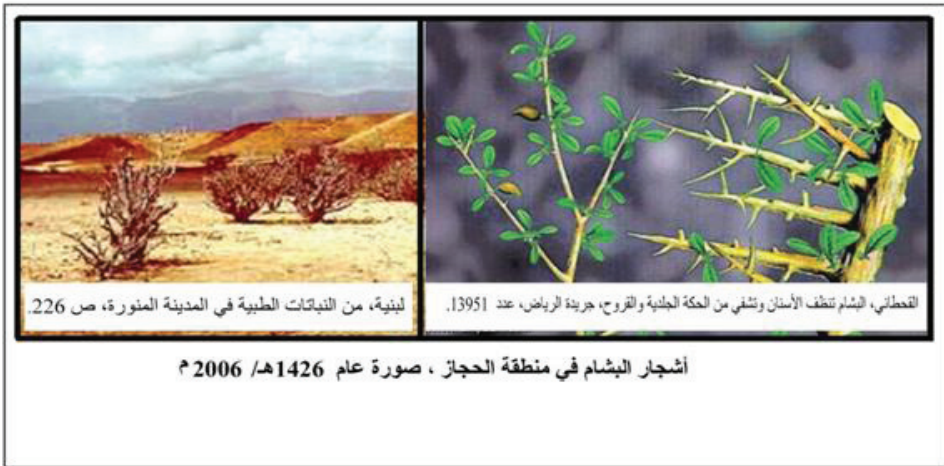 القحطاني، البشام تنظف الأسنان وتشفي من الحكة الجلدية والقروح، جريدة الرياض، عدد 13951.
لبنية، من النباتات الطبية في المدينة المنورة، ص 226.
أشجار البشام في منطقة الحجاز ، صورة عام 1426هـ/ 2006 م